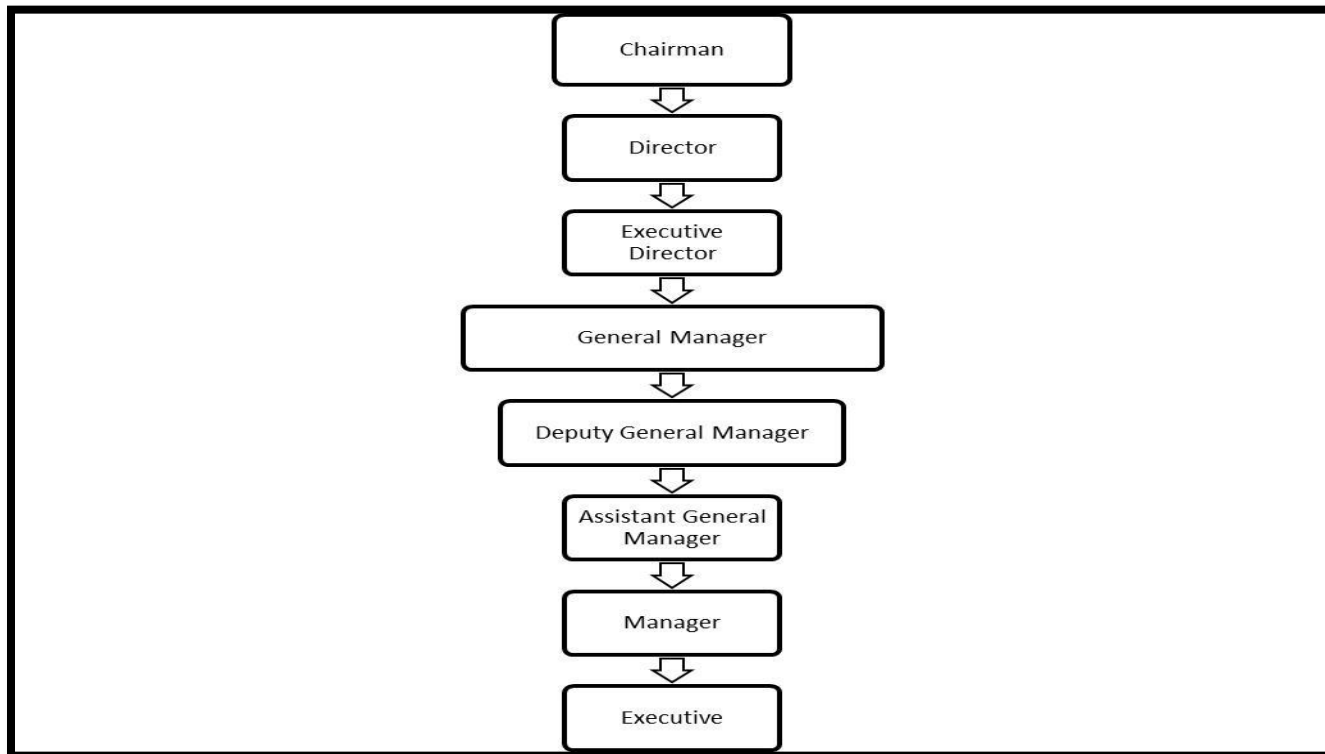 Chairman
Director
Executive
Director
General Manager
Deputy General Manager
Assistant General
Manager
Manager
Executive